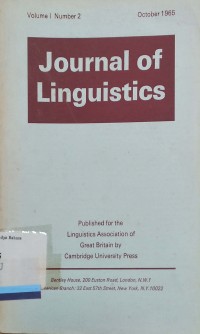 Volume I Number 2 October 1965
Journal of
Linguistics
Published for the
Linguistics Association of
Great Britain by
Cambridge University Press
Bentley House, 200 Euston Road, London, N.W.1
Branch: 32 East 57th Street, New York, N.Y. 10022